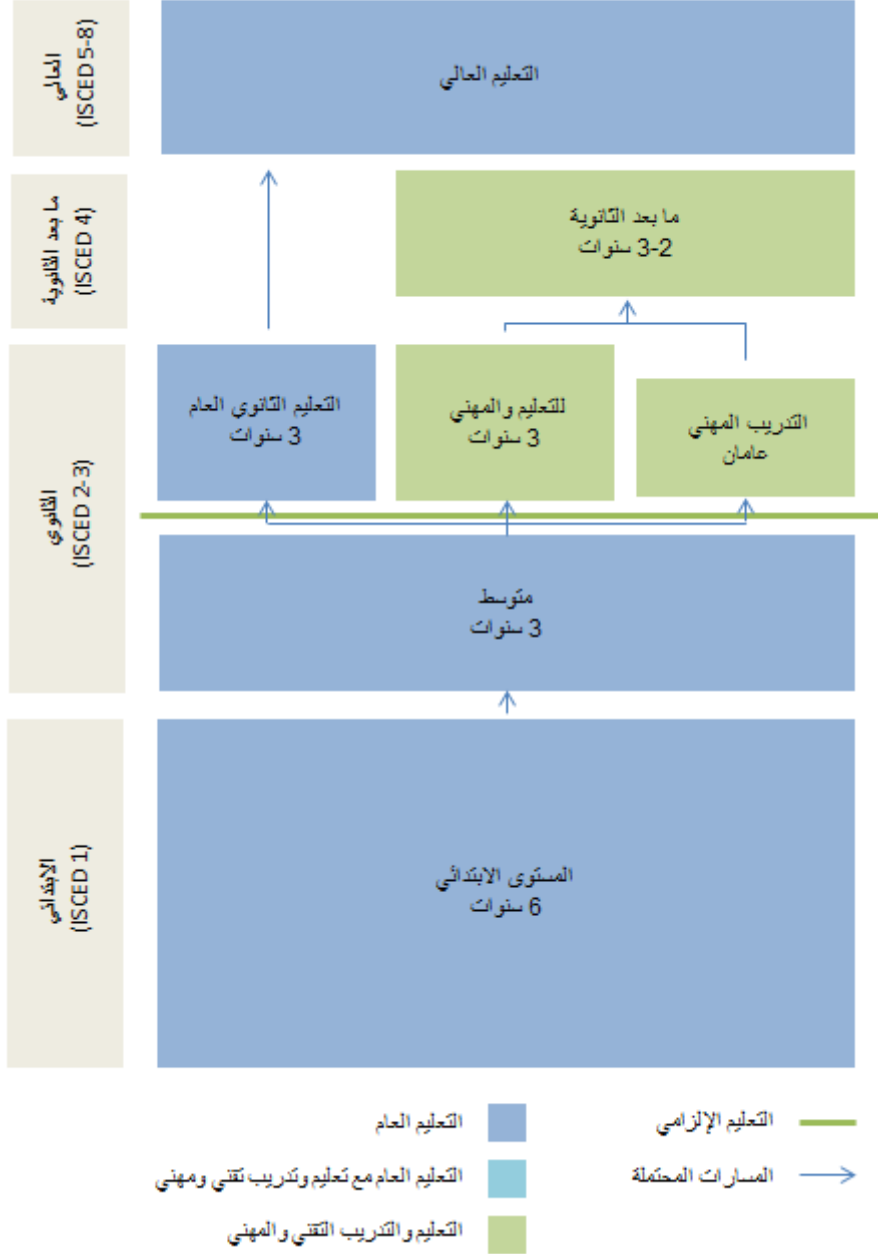 العالي
(ISCED 5-8)
التعليم العالي
ما بعد الثانوية
(ISCED 4)
ما بعد الثانوية
3-2 سنوات
الثانوي
(ISCED 2-3)
التعليم الثانوي العام
3 سنوات
للتعليم والمهني
3 سنوات
التدريب المهني
عامان
متوسط
3 سنوات
الابتدائي
(ISCED 1)
المستوى الابتدائي
6 سنوات
التعليم الإلزامي
المسارات المحتملة
التعليم العام
التعليم العام مع تعليم وتدريب تقني ومهني
التعليم والتدريب التقني والمهني